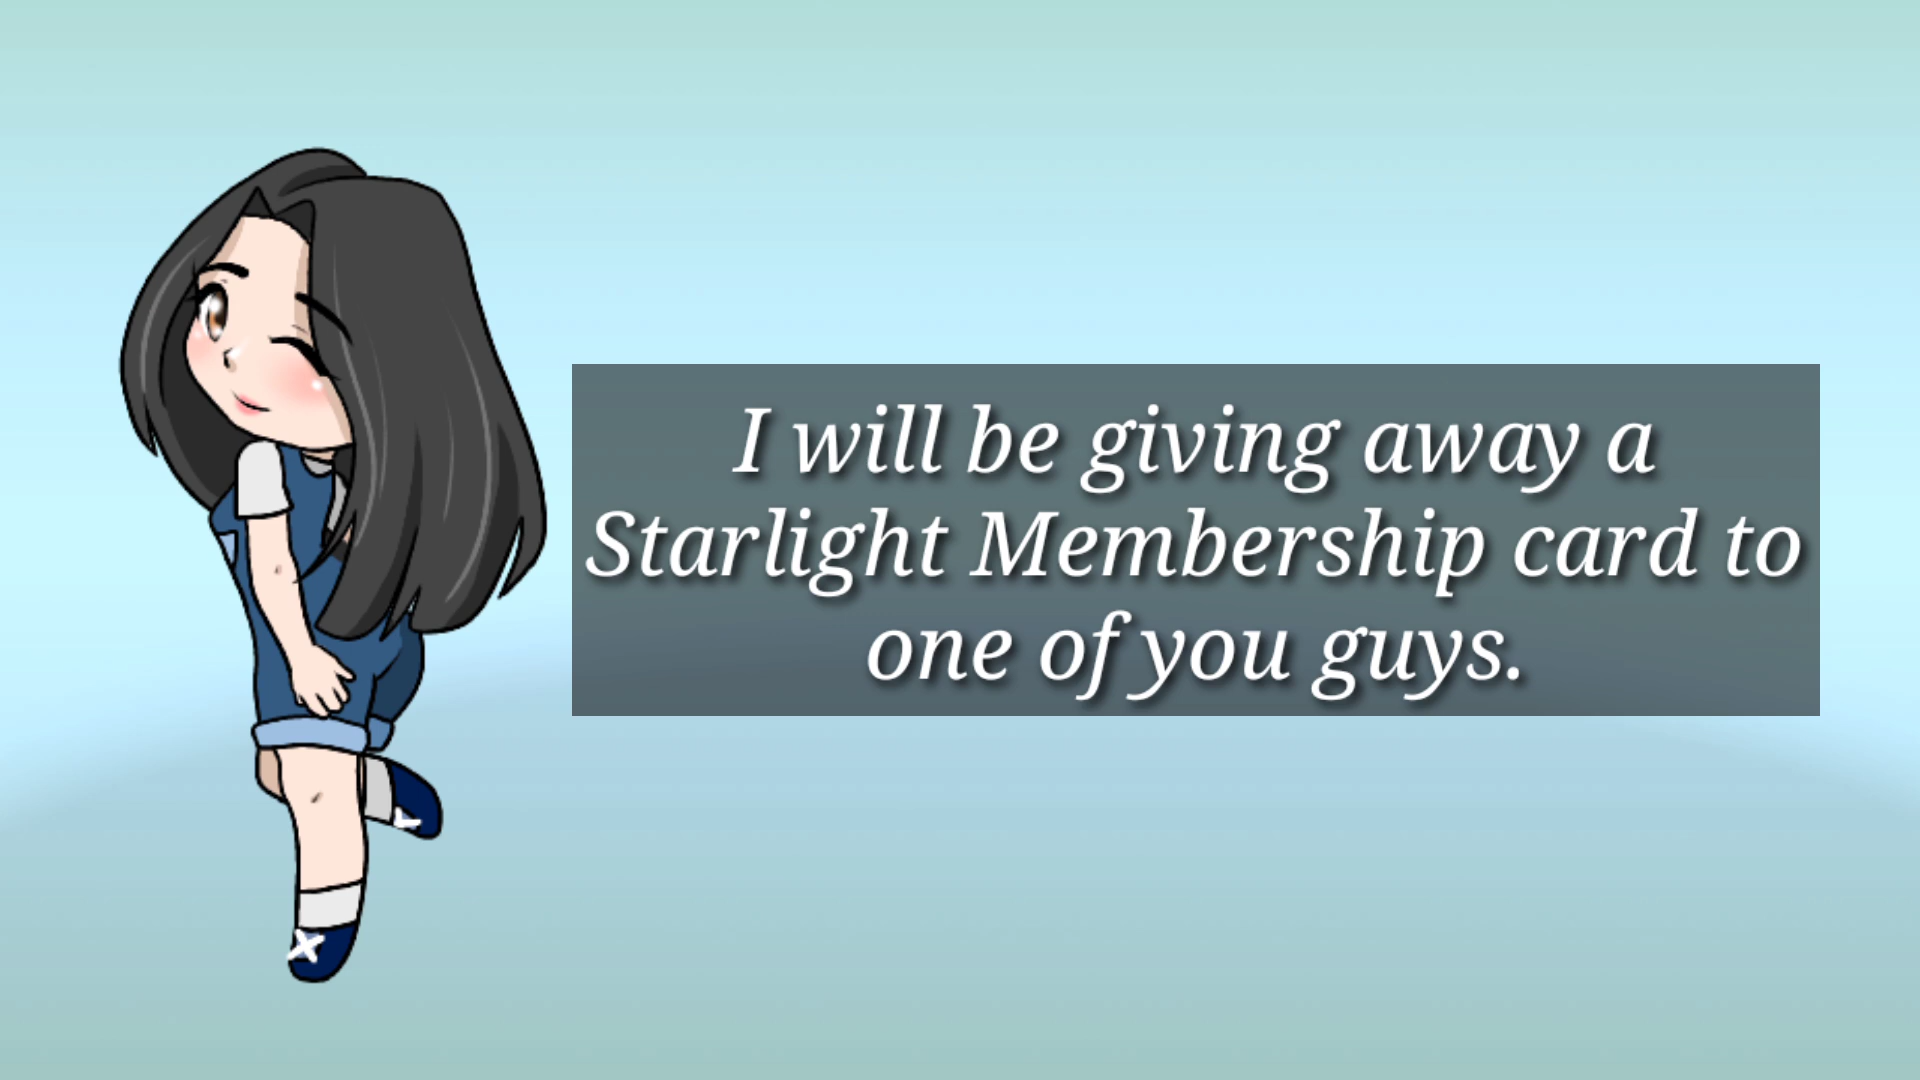 I will be giving away a
Starlight Membership card to
one of you guys.